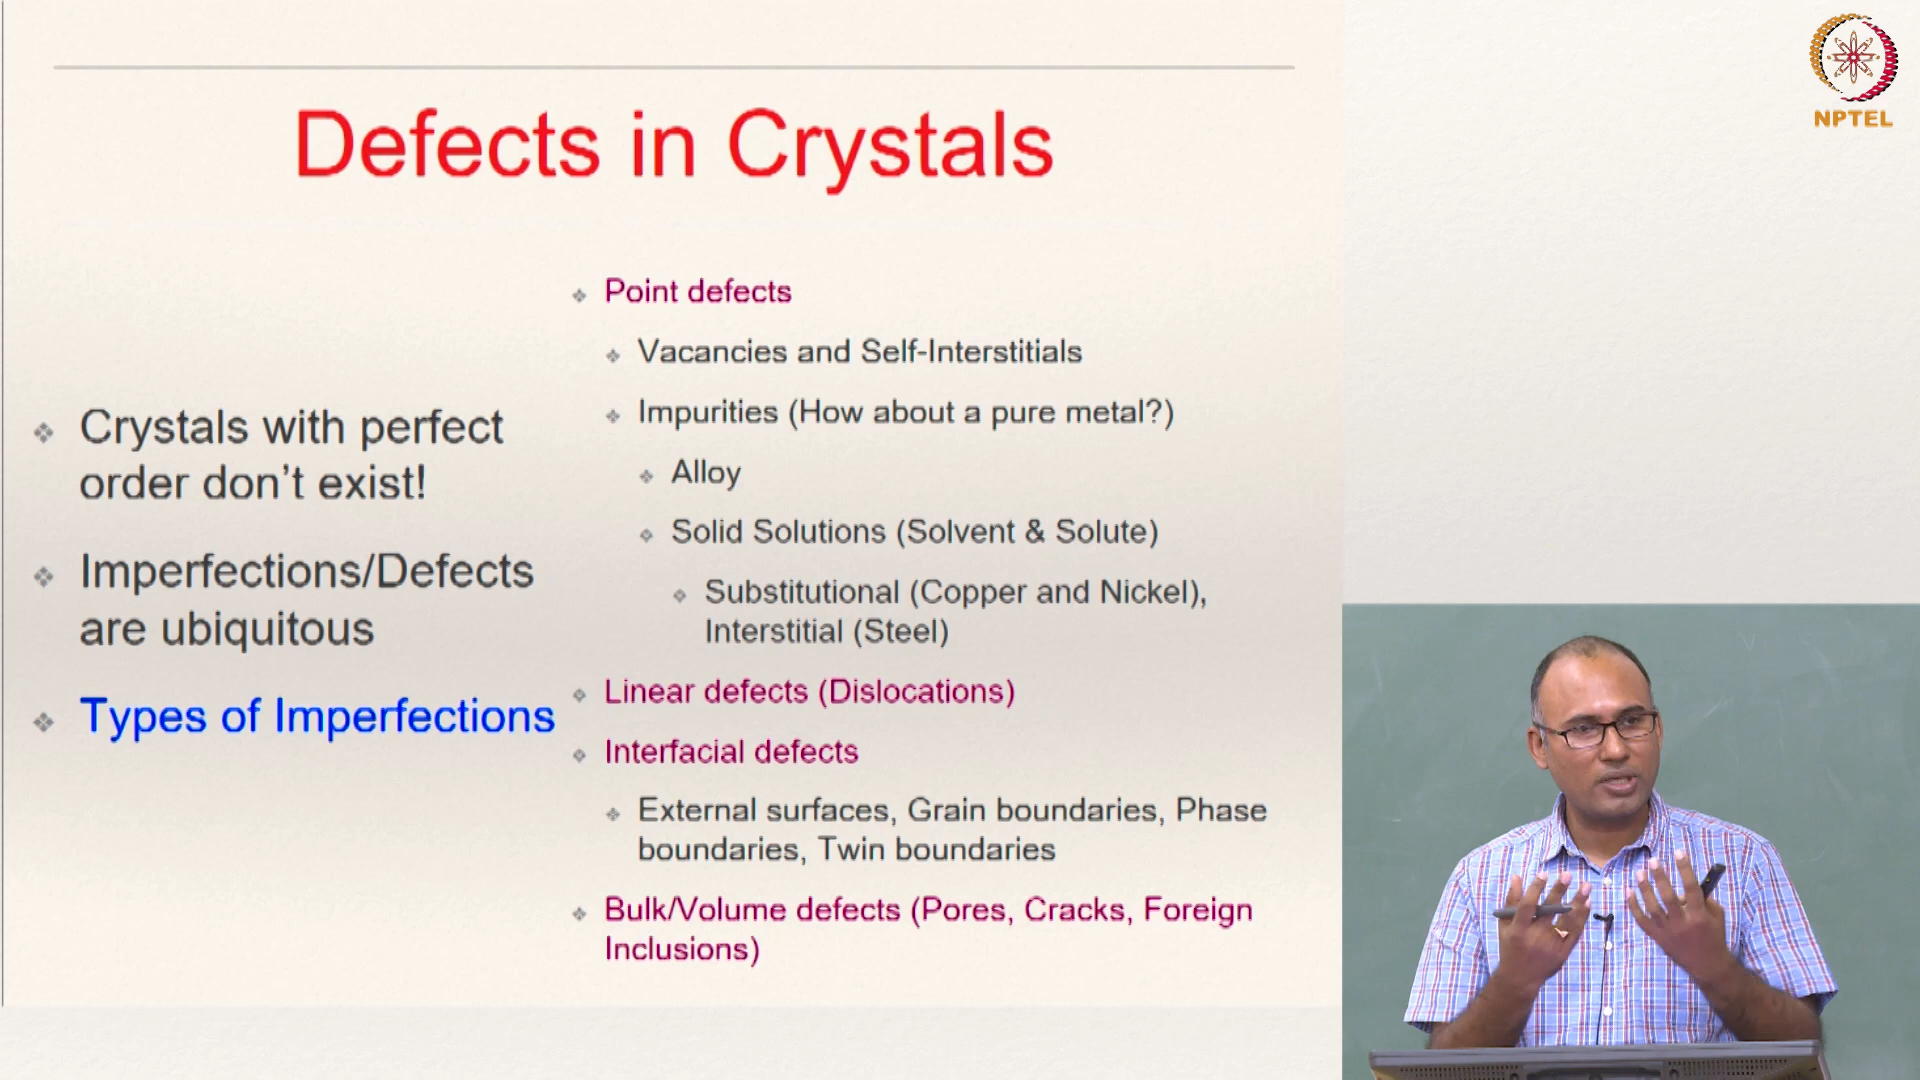 Defects in Crystals
Crystals with perfect
order don't exist!
Imperfections/Defects
are ubiquitous
Types of Imperfections
Point defects
Vacancies and Self-Interstitials
Impurities (How about a pure metal?)
Alloy
Solid Solutions (Solvent & Solute)
Substitutional (Copper and Nickel),
Interstitial (Steel)
Linear defects (Dislocations)
Interfacial defects
External surfaces, Grain boundaries, Phase
boundaries, Twin boundaries
Bulk/Volume defects (Pores, Cracks, Foreign
Inclusions)
NPTEL